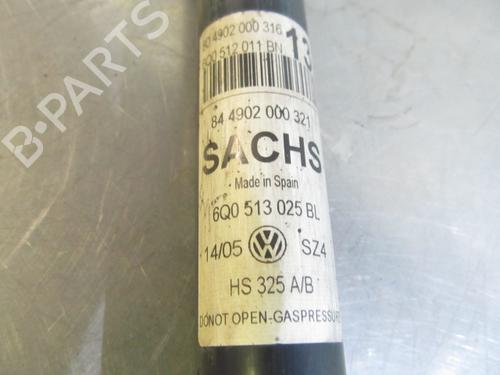 84 4902 000 316
6Q0 512 011 BN
13
84 4902 000 321
SACHS
Made in Spain
6Q0 513 025 BL
14/05 VW SZ4
HS 325 A/B
DONOT OPEN-GASPRESSURE
B-PARTS